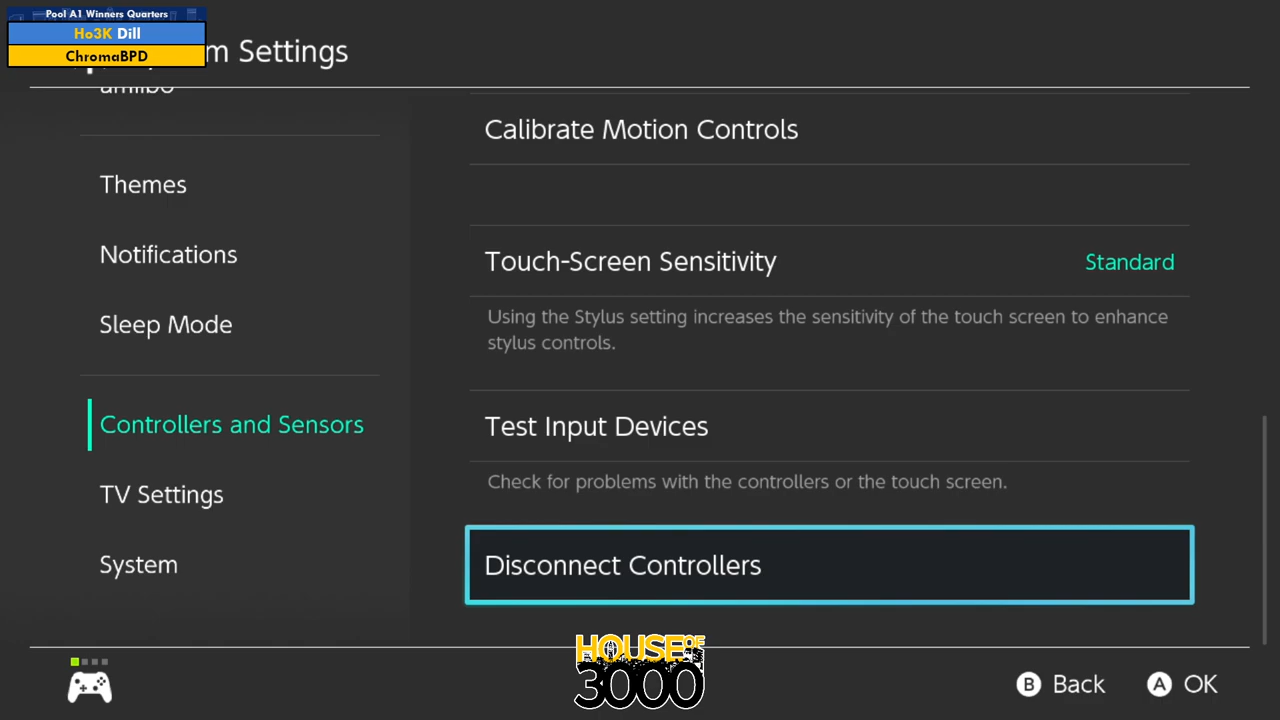 Pool A1 Winners Quarters
Ho3K Dill
ChromaBPD
m Settings
amiibo
Themes
Notifications
Sleep Mode
Controllers and Sensors
TV Settings
System
Calibrate Motion Controls
Touch-Screen Sensitivity Standard
Using the Stylus setting increases the sensitivity of the touch screen to enhance
stylus controls.
Test Input Devices
Check for problems with the controllers or the touch screen.
Disconnect Controllers
HOUSE OF
3000
B Back A OK